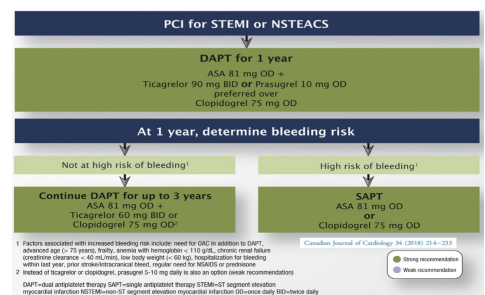 PCI for STEMI or NSTEACS
DAPT for 1 year
ASA 81 mg OD +
Ticagrelor 90 mg BID or Prasugrel 10 mg OD
preferred over
Clopidogrel 75 mg OD
At 1 year, determine bleeding risk
Not at high risk of bleeding¹
High risk of bleeding¹
Continue DAPT for up to 3 years
ASA 81 mg OD +
Ticagrelor 60 mg BID or
Clopidogrel 75 mg OD²
SAPT
ASA 81 mg OD
or
Clopidogrel 75 mg OD
1 Factors associated with increased bleeding risk include: need for OAC in addition to DAPT,
advanced age (> 75 years), frailty, anemia with hemoglobin < 110 g/dL, chronic renal failure
(creatinine clearance < 40 mL/min), low body weight (< 60 kg), hospitalization for bleeding
within last year, prior stroke/intracranial bleed, regular need for NSAIDS or prednisone
2 Instead of ticagrelor or clopidogrel, prasugrel 5-10 mg daily is also an option (weak recommendation)
DAPT=dual antiplatelet therapy SAPT=single antiplatelet therapy STEMI=ST segment elevation
myocardial infarction NSTEMI=non-ST segment elevation myocardial infarction OD=once daily BID=twice daily
Canadian Journal of Cardiology 34 (2018) 214–233
Strong recommendation
Weak recommendation